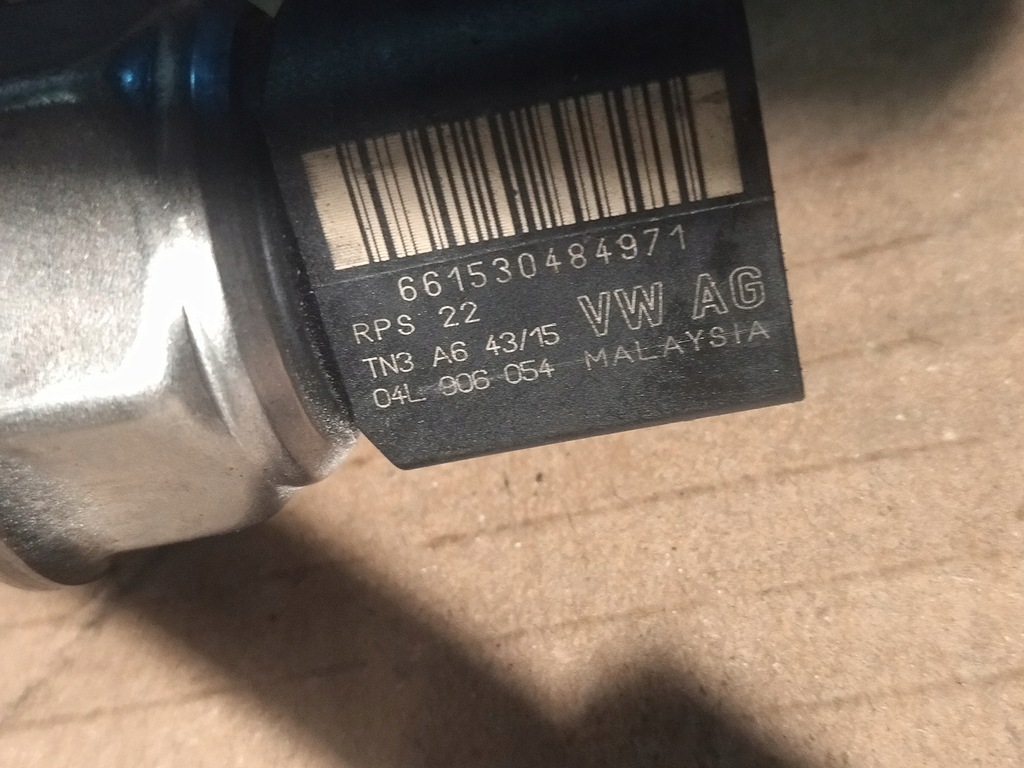 661530484971
RPS 22
VW AG
TN3 A6 43/15
MALAYSIA
04L 906 054